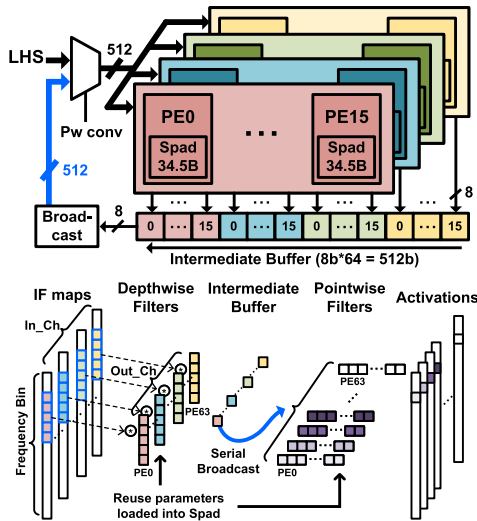 512
LHS
Pw conv
PE0
PE15
...
Spad
34.5B
Spad
34.5B
512
8
Broad-
cast
8
0 ... 15 0 ... 15 0 ... 15 0 ... 15
Intermediate Buffer (8b*64 = 512b)
IF maps
Depthwise
Filters
Intermediate
Buffer
Pointwise
Filters
Activations
In_Ch
Out_Ch
Frequency Bin
PE63
PE0
Serial
Broadcast
PE63
PE0
Reuse parameters
loaded into Spad